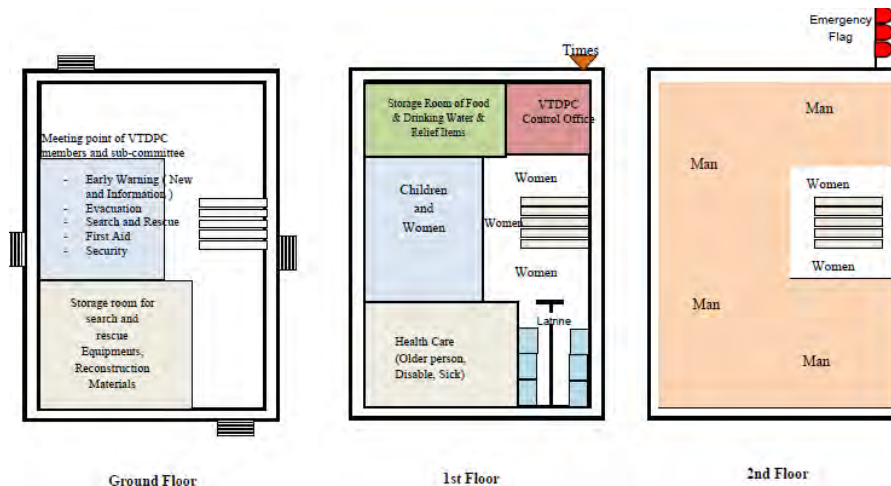 Emergency
Flag
Times
Meeting point of VTDPC
members and sub-committee
- Early Warning ( New
and Information )
- Evacuation
- Search and Rescue
- First Aid
- Security
Storage room for
search and
rescue
Equipments,
Reconstruction
Materials
Ground Floor
Storage Room of Food
& Drinking Water &
Relief Items
VTDPC
Control Office
Children
and
Women
Women
Women
Women
Latrine
Health Care
(Older person,
Disable, Sick)
1st Floor
Man
Man
Women
Women
Man
Man
2nd Floor